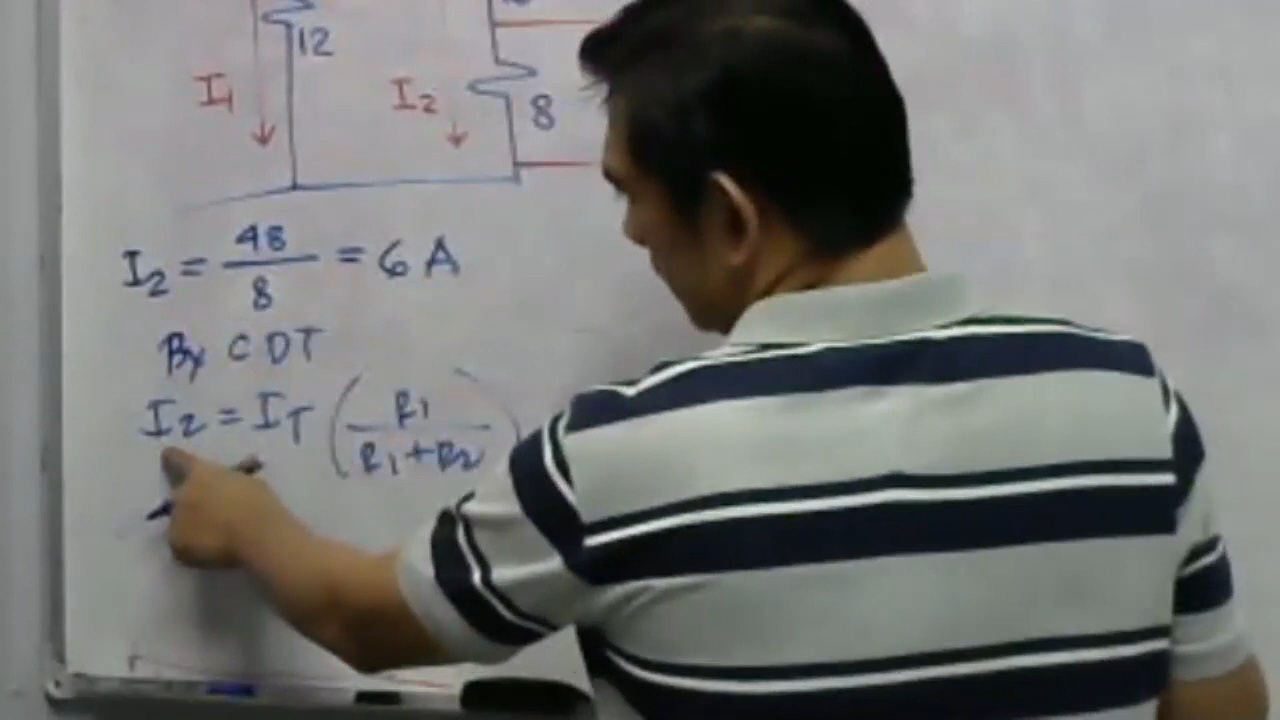 12
I1 I2 8
I2 = 48/8 = 6 A
By CDT
I2 = IT (R1/R1+R2)